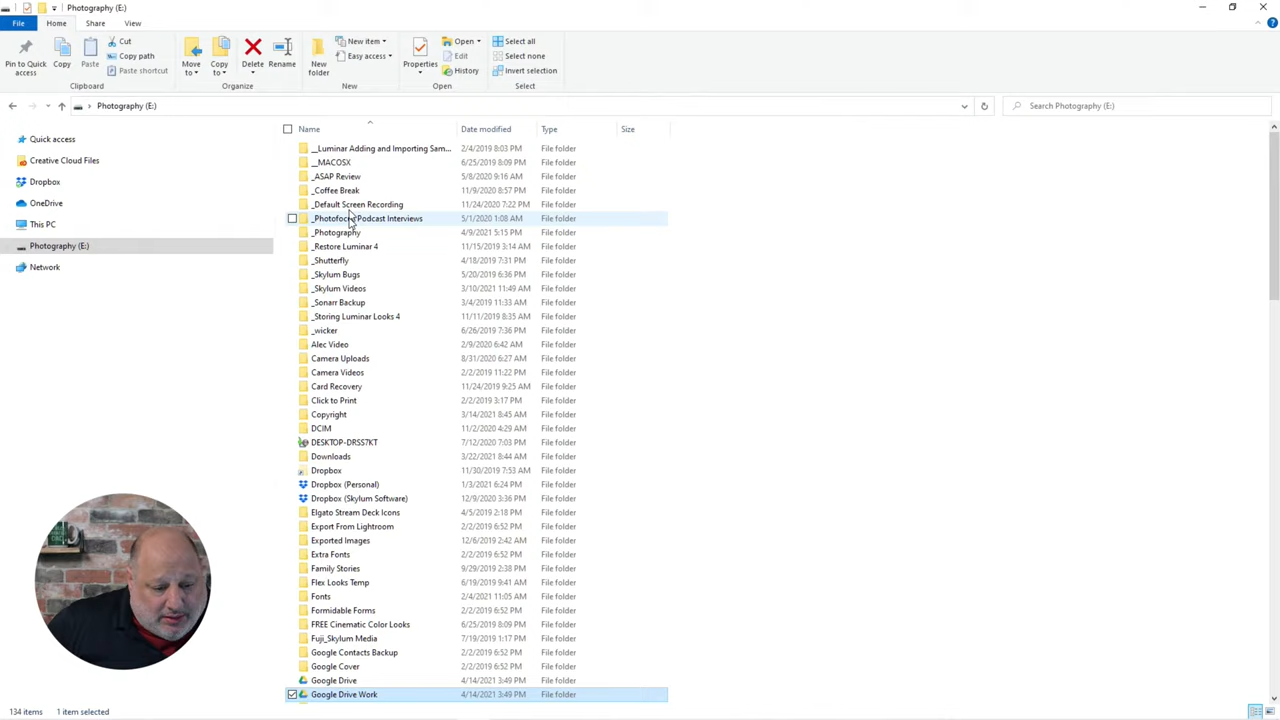 Photography (E:)
File Home Share View
Pin to Quick access Copy Paste Cut Copy path Paste shortcut Move to Copy to Delete Rename New folder New item Easy access Properties Open Edit History Select all Select none Invert selection
Clipboard Organize New Open Select
Photography (E:) Search Photography (E:)
Quick access
Creative Cloud Files
Dropbox
OneDrive
This PC
Photography (E:)
Network
Name Date modified Type Size
__Luminar Adding and Importing Sam... 2/4/2019 8:03 PM File folder
__MACOSX 6/25/2019 8:09 PM File folder
_ASAP Review 5/8/2020 9:16 AM File folder
_Coffee Break 11/9/2020 8:57 PM File folder
_Default Screen Recording 11/24/2020 7:22 PM File folder
_Photofocus Podcast Interviews 5/1/2020 1:08 AM File folder
_Photography 4/9/2021 5:15 PM File folder
_Restore Luminar 4 11/15/2019 3:14 AM File folder
_Shutterfly 4/18/2019 7:31 PM File folder
_Skylum Bugs 5/20/2019 6:36 PM File folder
_Skylum Videos 3/10/2021 11:49 AM File folder
_Sonarr Backup 3/4/2019 11:33 AM File folder
_Storing Luminar Looks 4 11/11/2019 8:35 AM File folder
_wicker 6/26/2019 7:36 PM File folder
Alec Video 2/9/2020 6:42 AM File folder
Camera Uploads 8/31/2020 6:27 AM File folder
Camera Videos 2/2/2019 11:22 PM File folder
Card Recovery 11/24/2019 9:25 AM File folder
Click to Print 2/2/2019 3:17 PM File folder
Copyright 3/14/2021 8:45 AM File folder
DCIM 11/2/2020 4:29 AM File folder
DESKTOP-DRSS7KT 7/12/2020 7:03 PM File folder
Downloads 3/22/2021 8:44 AM File folder
Dropbox 11/30/2019 7:53 AM File folder
Dropbox (Personal) 1/3/2021 6:24 PM File folder
Dropbox (Skylum Software) 12/9/2020 3:36 PM File folder
Elgato Stream Deck Icons 4/5/2019 2:18 PM File folder
Export From Lightroom 2/2/2019 6:52 PM File folder
Exported Images 12/6/2019 2:42 AM File folder
Extra Fonts 2/2/2019 6:52 PM File folder
Family Stories 9/29/2019 2:38 PM File folder
Flex Looks Temp 6/19/2019 9:41 AM File folder
Fonts 2/4/2021 11:05 AM File folder
Formidable Forms 2/2/2019 6:52 PM File folder
FREE Cinematic Color Looks 6/25/2019 8:09 PM File folder
Fuji_Skylum Media 7/19/2019 1:17 PM File folder
Google Contacts Backup 2/2/2019 6:52 PM File folder
Google Cover 2/2/2019 6:52 PM File folder
Google Drive 4/14/2021 3:49 PM File folder
Google Drive Work 4/14/2021 3:49 PM File folder
134 items 1 item selected